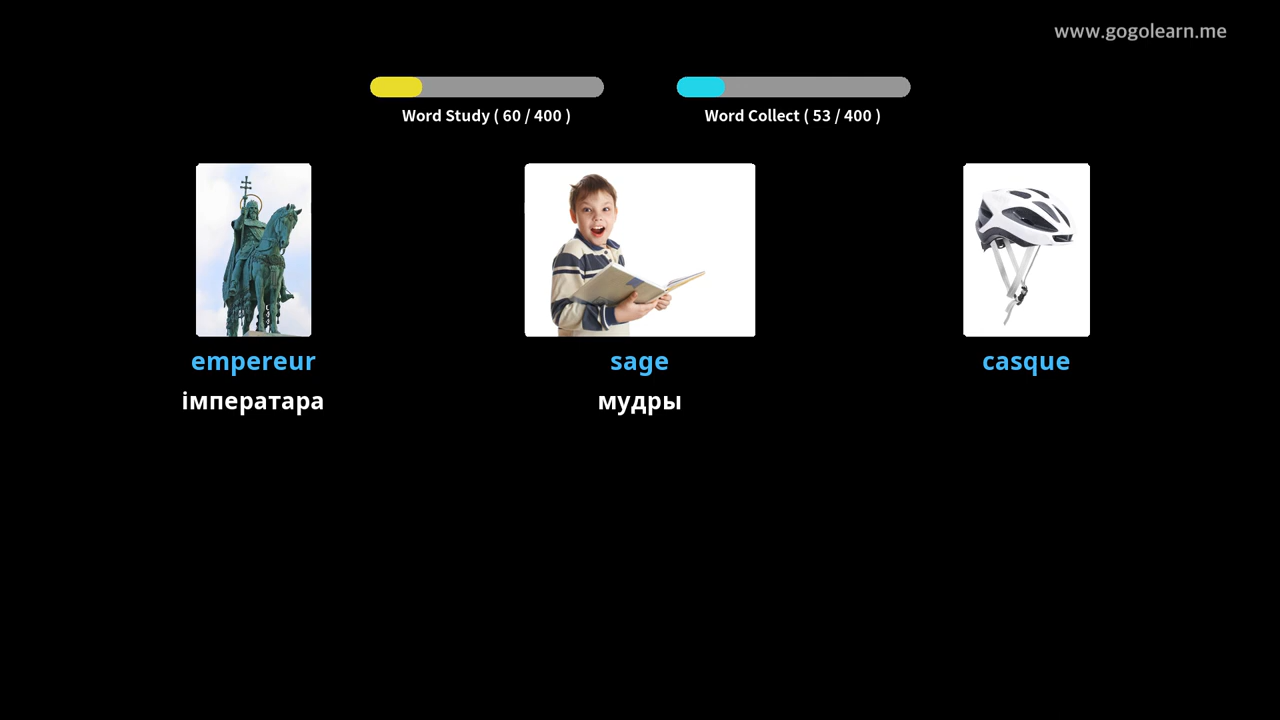 www.gogolearn.me
Word Study ( 60 / 400 )
Word Collect ( 53 / 400 )
empereur
sage
casque
імператара
мудры